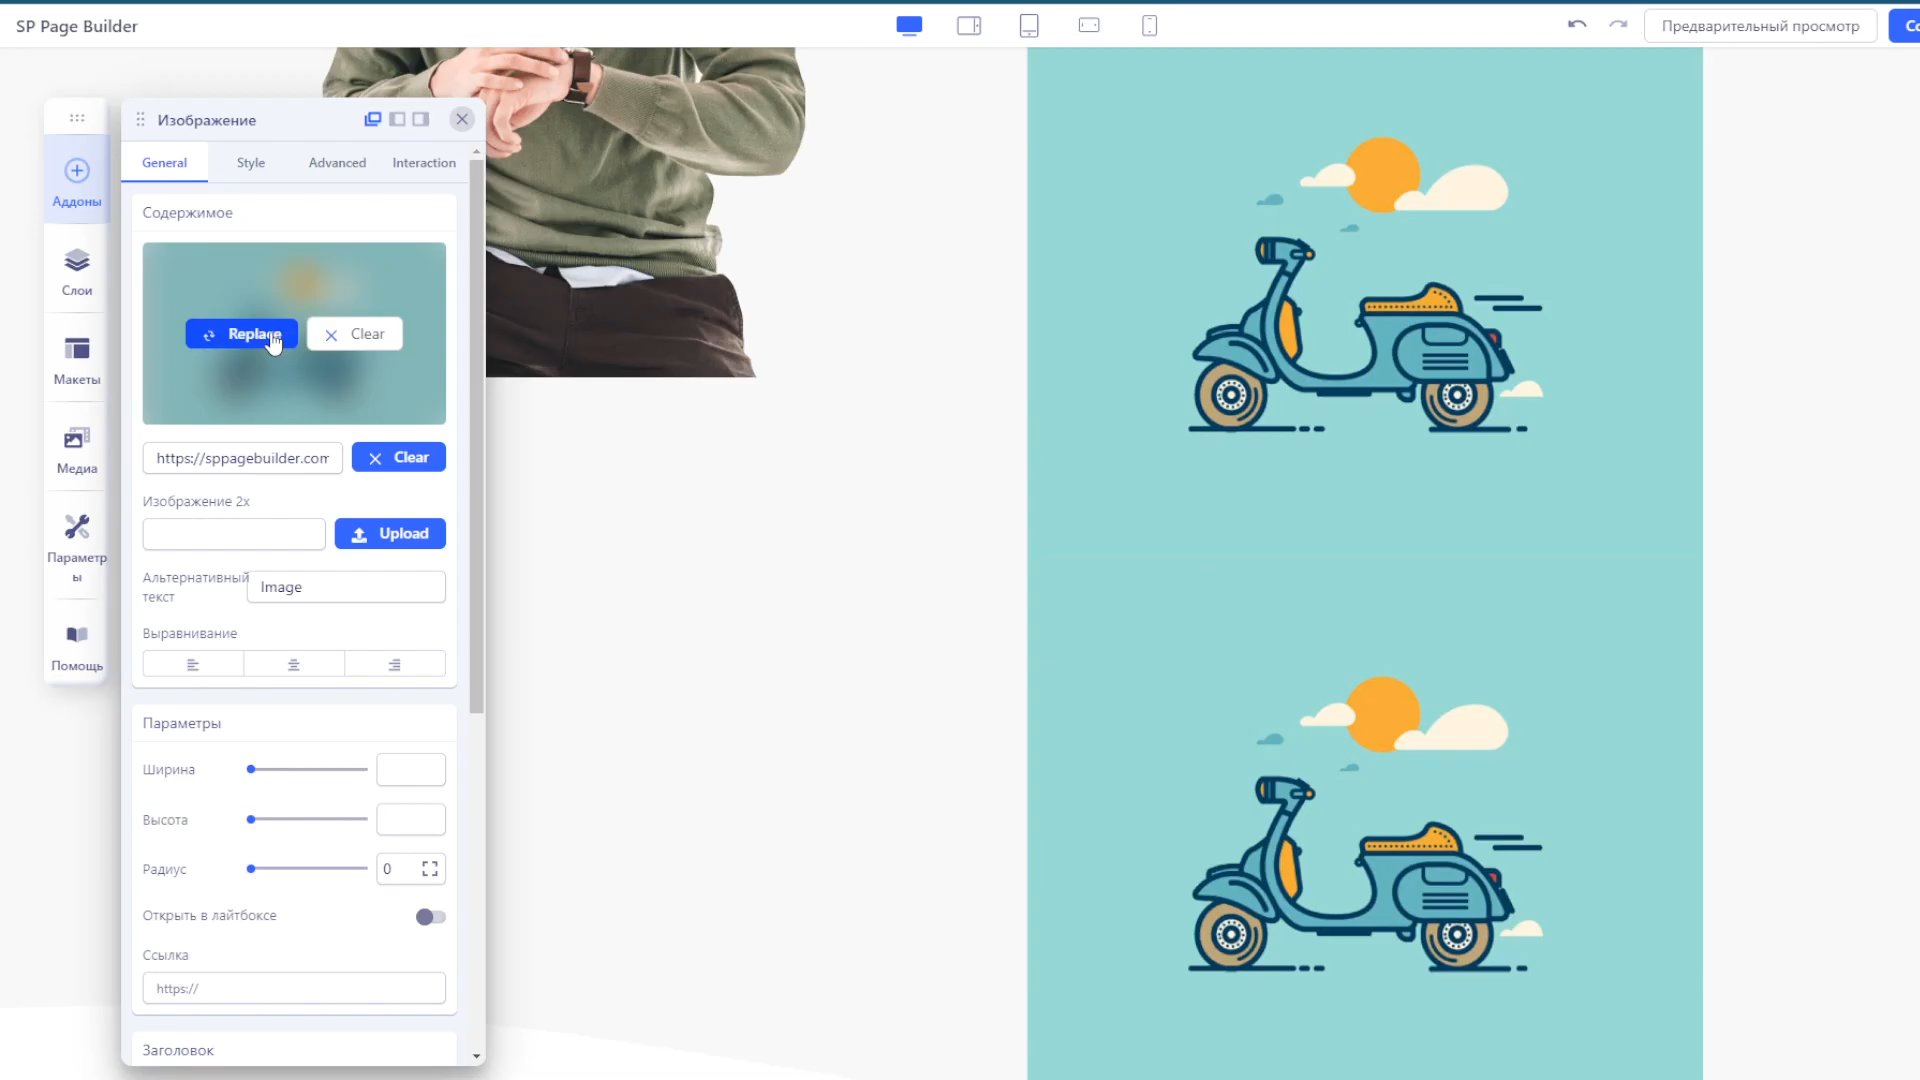 SP Page Builder
Предварительный просмотр
Изображение
General
Style
Advanced
Interaction
Аддоны
Слои
Макеты
Медиа
Параметр
ы
Помощь
Содержимое
Replace
Clear
https://sppagebuilder.com
Clear
Изображение 2x
Upload
Альтернативный
текст
Image
Выравнивание
Параметры
Ширина
Высота
Радиус
0
Открыть в лайтбоксе
Ссылка
https://
Заголовок